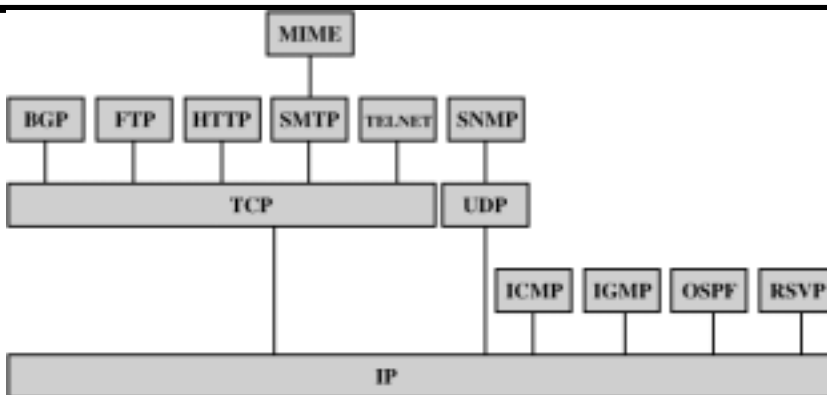 MIME
BGP FTP HTTP SMTP TELNET SNMP
TCP UDP
ICMP IGMP OSPF RSVP
IP